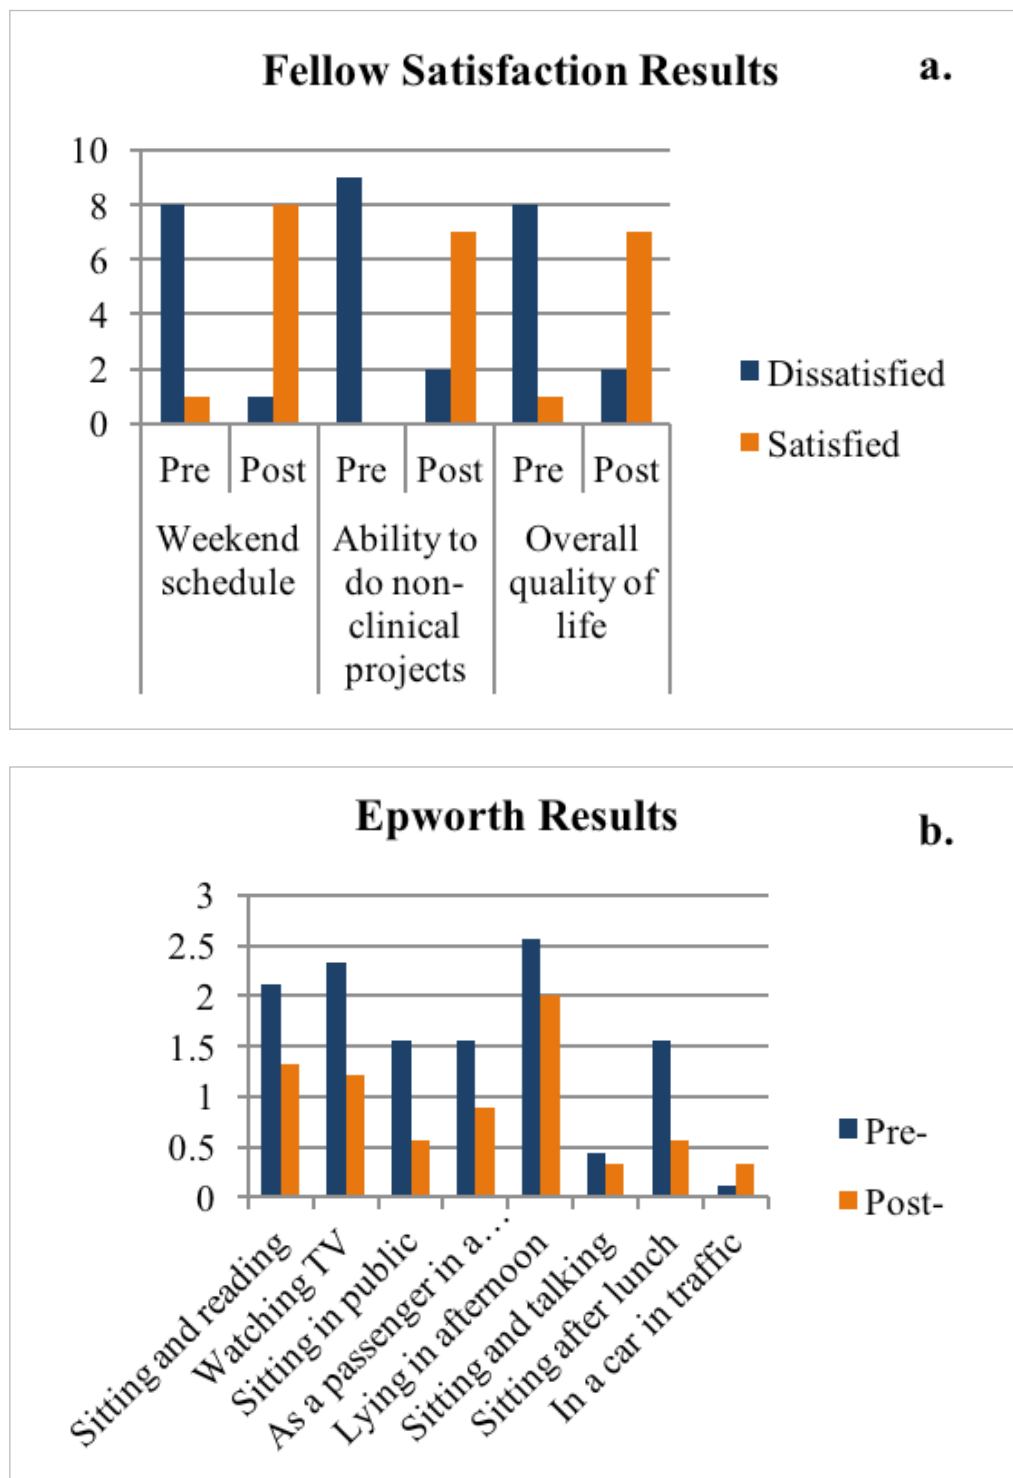 Fellow Satisfaction Results
a.
10
8
6
4
2
0
Pre Post Pre Post Pre Post
Weekend schedule
Ability to do non-clinical projects
Overall quality of life
Dissatisfied
Satisfied
Epworth Results
b.
3
2.5
2
1.5
1
0.5
0
Sitting and reading
Watching TV
Sitting in public
As a passenger in a…
Lying in afternoon
Sitting and talking
Sitting after lunch
In a car in traffic
Pre-
Post-